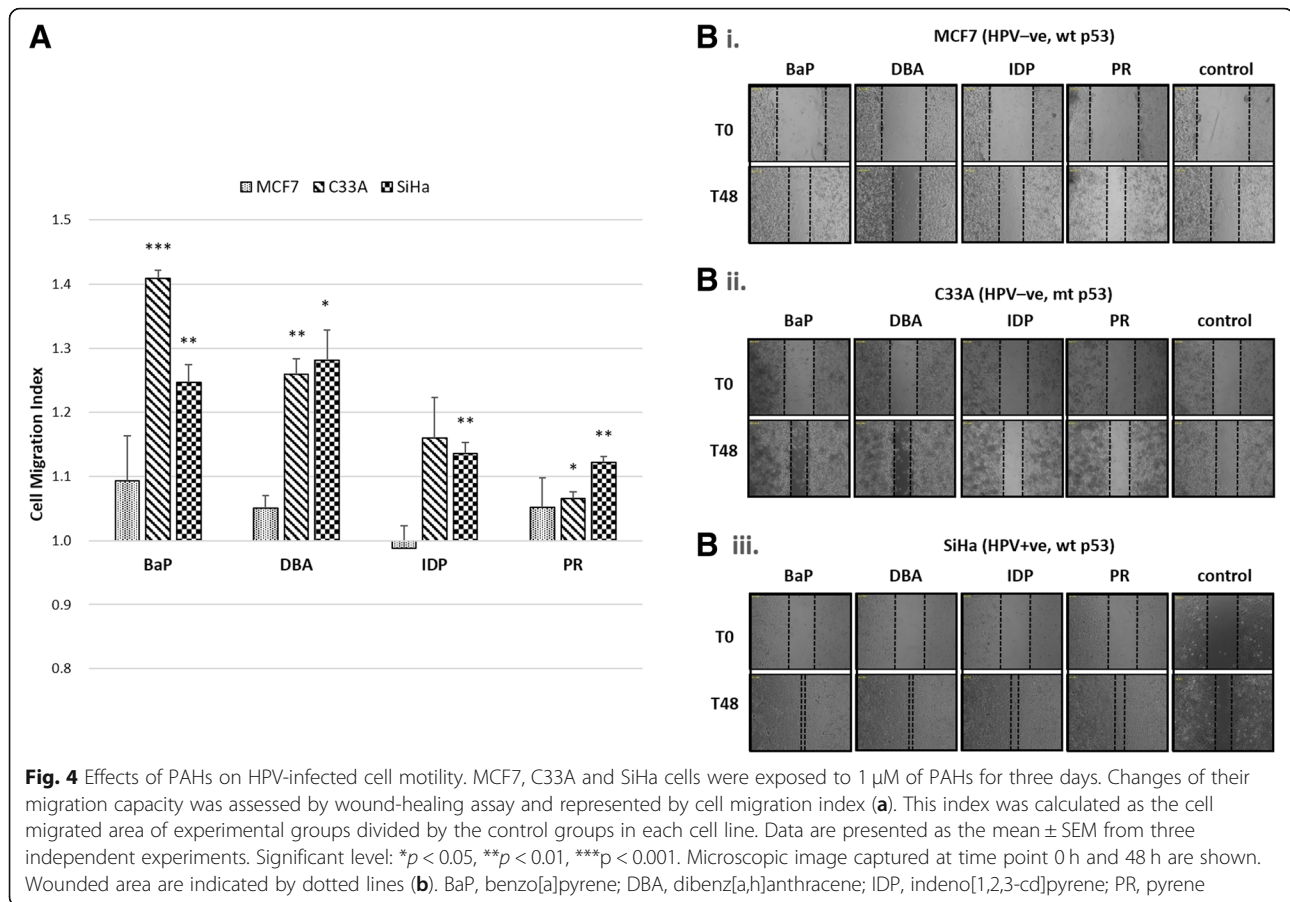 A
MCF7 C33A SiHa
1.5
1.4
1.3
1.2
1.1
1.0
0.9
0.8
Cell Migration Index
***
**
**
*
**
*
**
BaP DBA IDP PR
B i.
MCF7 (HPV–ve, wt p53)
BaP DBA IDP PR control
T0
T48
B ii.
C33A (HPV–ve, mt p53)
BaP DBA IDP PR control
T0
T48
B iii.
SiHa (HPV+ve, wt p53)
BaP DBA IDP PR control
T0
T48
Fig. 4 Effects of PAHs on HPV-infected cell motility. MCF7, C33A and SiHa cells were exposed to 1 μM of PAHs for three days. Changes of their
migration capacity was assessed by wound-healing assay and represented by cell migration index (a). This index was calculated as the cell
migrated area of experimental groups divided by the control groups in each cell line. Data are presented as the mean ± SEM from three
independent experiments. Significant level: *p < 0.05, **p < 0.01, ***p < 0.001. Microscopic image captured at time point 0 h and 48 h are shown.
Wounded area are indicated by dotted lines (b). BaP, benzo[a]pyrene; DBA, dibenz[a,h]anthracene; IDP, indeno[1,2,3-cd]pyrene; PR, pyrene